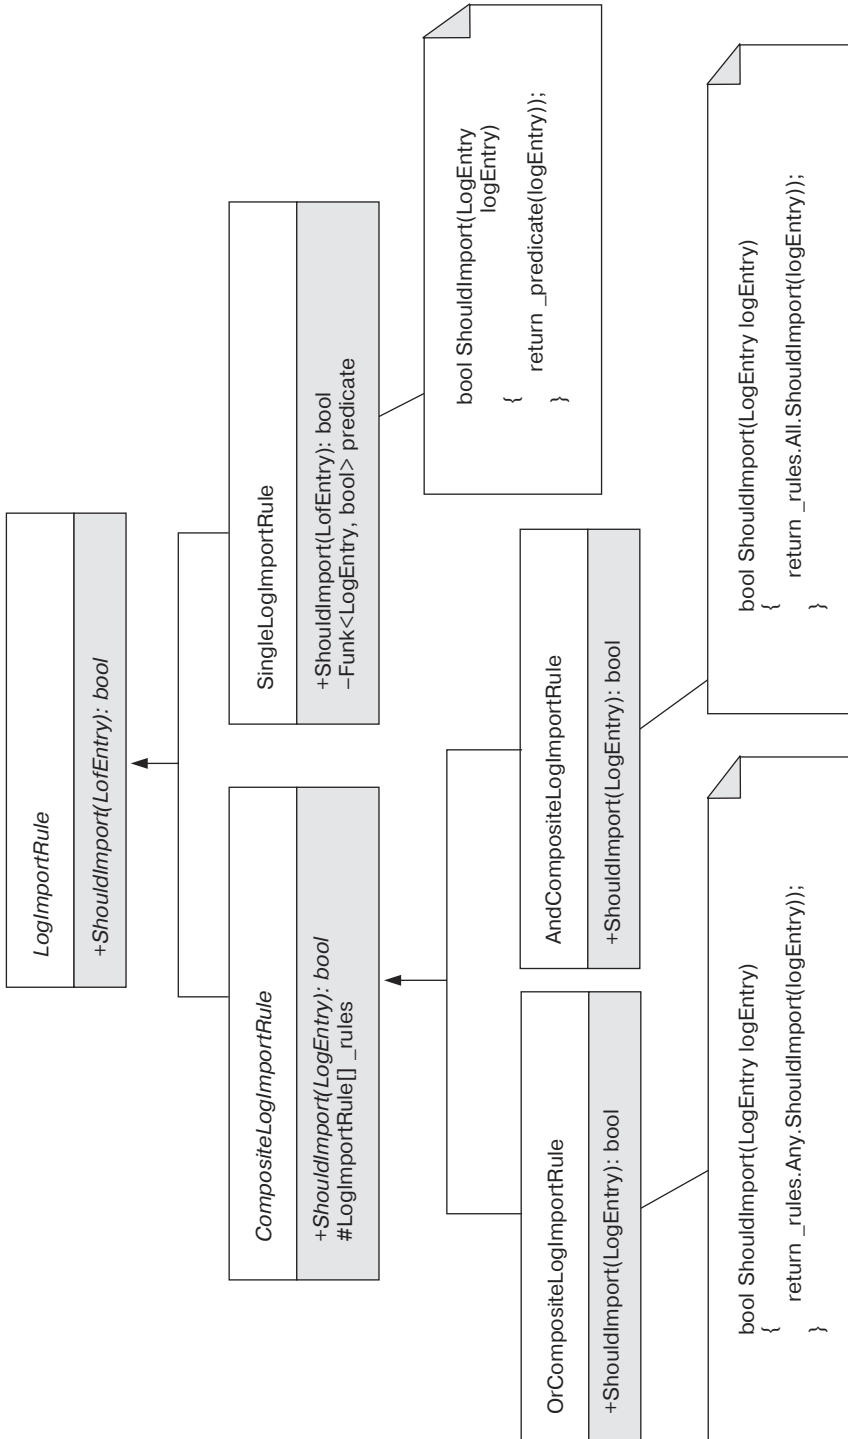 LogImportRule
+ShouldImport(LofEntry): bool
CompositeLogImportRule
+ShouldImport(LogEntry): bool
#LogImportRule[] _rules
SingleLogImportRule
+ShouldImport(LofEntry): bool
–Funk<LogEntry, bool> predicate
bool ShouldImport(LogEntry
logEntry)
{
return _predicate(logEntry));
}
OrCompositeLogImportRule
+ShouldImport(LogEntry): bool
AndCompositeLogImportRule
+ShouldImport(LogEntry): bool
bool ShouldImport(LogEntry logEntry)
{
return _rules.Any.ShouldImport(logEntry));
}
bool ShouldImport(LogEntry logEntry)
{
return _rules.All.ShouldImport(logEntry));
}